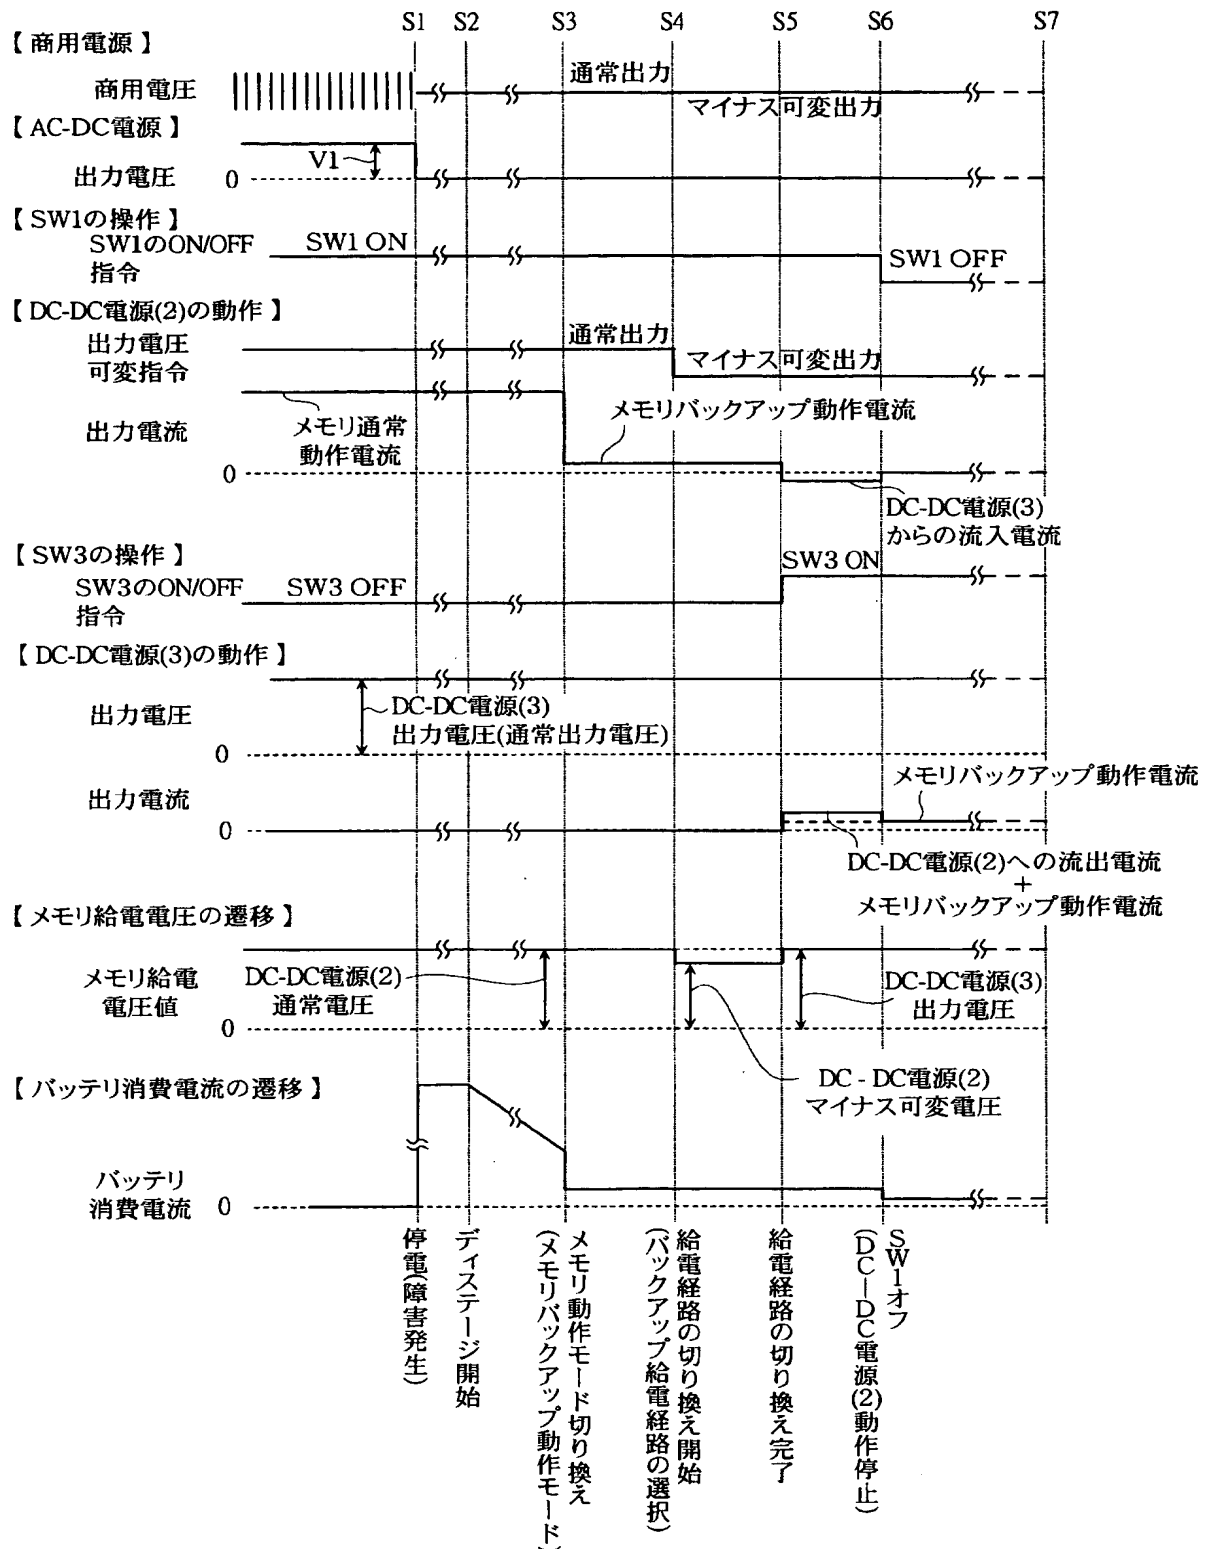 S1 S2 S3 S4 S5 S6 S7
【 商用電源 】
通常出力
商用電圧
マイナス可変出力
【 AC-DC電源 】
V1
出力電圧 0
【 SW1の操作 】
SW1のON/OFF
指令
SW1 ON
SW1 OFF
【 DC-DC電源(2)の動作 】
出力電圧
可変指令
通常出力
マイナス可変出力
メモリバックアップ動作電流
出力電流
メモリ通常
動作電流
0
DC-DC電源(3)
からの流入電流
【 SW3の操作 】
SW3のON/OFF
指令
SW3 OFF
SW3 ON
【 DC-DC電源(3)の動作 】
出力電圧
DC-DC電源(3)
出力電圧(通常出力電圧)
0
メモリバックアップ動作電流
出力電流
0
DC-DC電源(2)への流出電流
+
メモリバックアップ動作電流
【 メモリ給電電圧の遷移 】
メモリ給電
電圧値
DC-DC電源(2)
通常電圧
DC-DC電源(3)
出力電圧
0
【 バッテリ消費電流の遷移 】
DC - DC電源(2)
マイナス可変電圧
バッテリ
消費電流 0
停電(障害発生)
ディステージ開始
メモリ動作モード切り換え
(メモリバックアップ動作モード)
給電経路の切り換え開始
(バックアップ給電経路の選択)
給電経路の切り換え完了
SW1オフ
(DC-DC電源(2)動作停止)